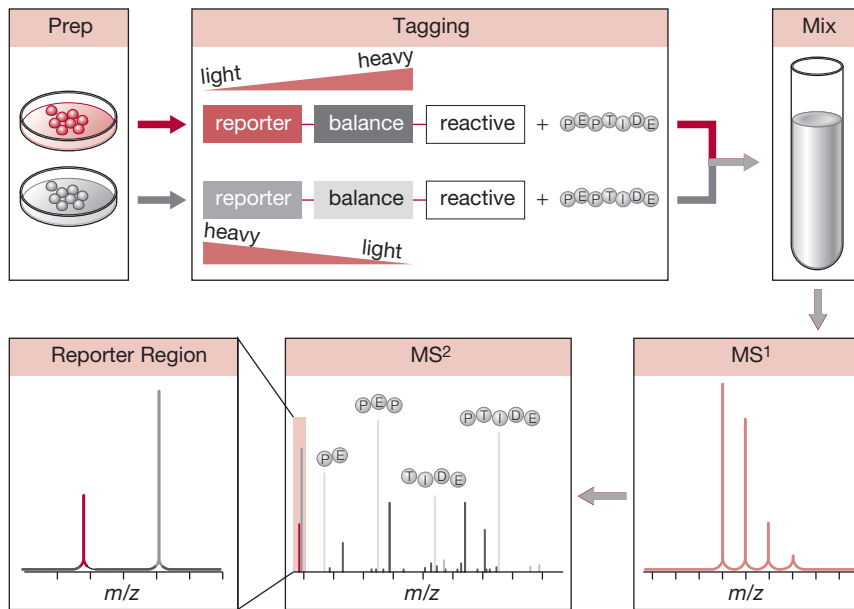 Prep
Tagging
Mix
light
heavy
reporter
balance
reactive
+
PEPTIDE
reporter
balance
reactive
+
PEPTIDE
heavy
light
Reporter Region
MS²
MS¹
PE
PEP
TIDE
PTIDE
m/z
m/z
m/z